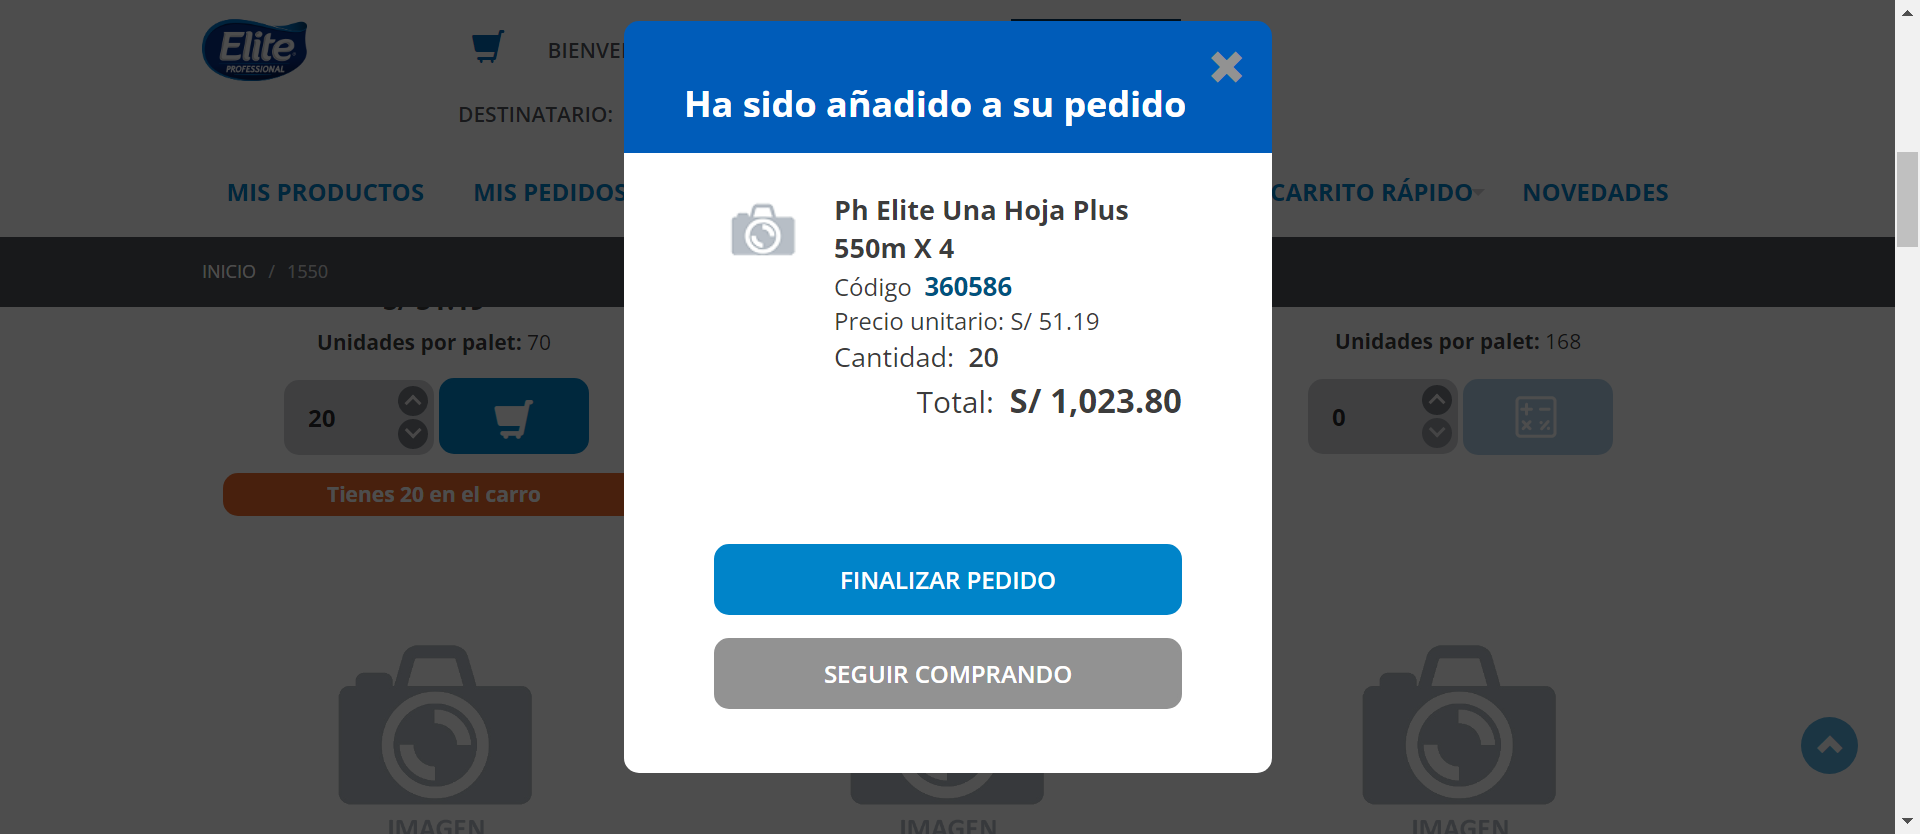 Elite
PROFESSIONAL
BIENVE
DESTINATARIO:
MIS PRODUCTOS
MIS PEDIDOS
CARRITO RÁPIDO
NOVEDADES
INICIO / 1550
Unidades por palet: 70
20
Tienes 20 en el carro
Ha sido añadido a su pedido
Ph Elite Una Hoja Plus
550m X 4
Código 360586
Precio unitario: S/ 51.19
Cantidad: 20
Total: S/ 1,023.80
FINALIZAR PEDIDO
SEGUIR COMPRANDO
Unidades por palet: 168
0
IMAGEN
IMAGEN
IMAGEN